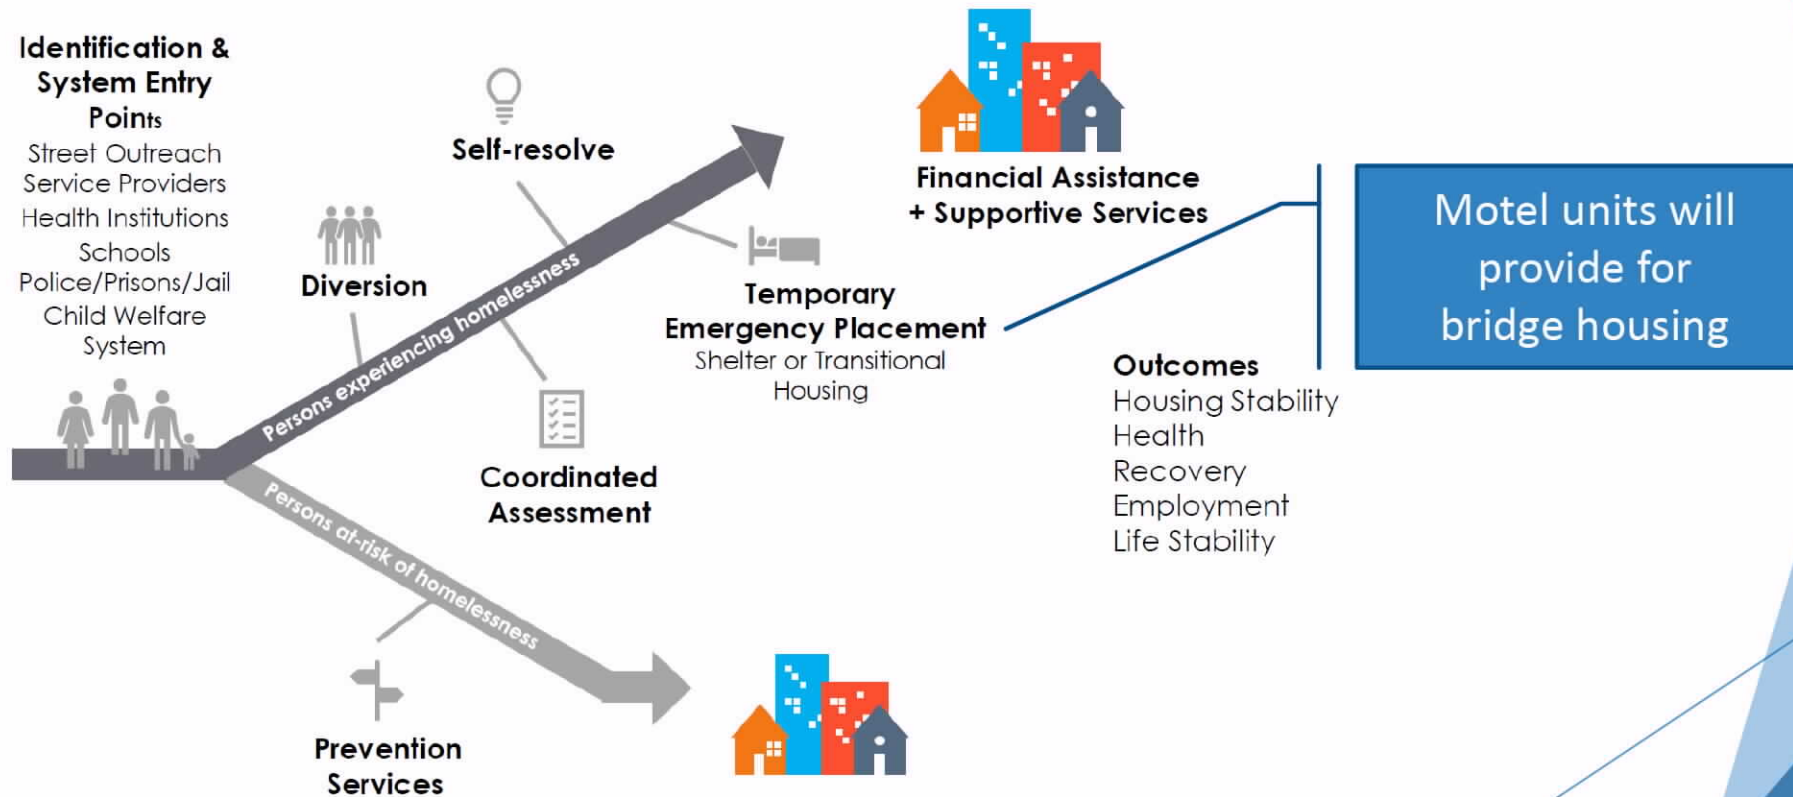 Identification &
System Entry
Points
Street Outreach
Service Providers
Health Institutions
Schools
Police/Prisons/Jail
Child Welfare
System
Diversion
Self-resolve
Persons experiencing homelessness
Coordinated
Assessment
Temporary
Emergency Placement
Shelter or Transitional
Housing
Financial Assistance
+ Supportive Services
Motel units will
provide for
bridge housing
Outcomes
Housing Stability
Health
Recovery
Employment
Life Stability
Persons at-risk of homelessness
Prevention
Services